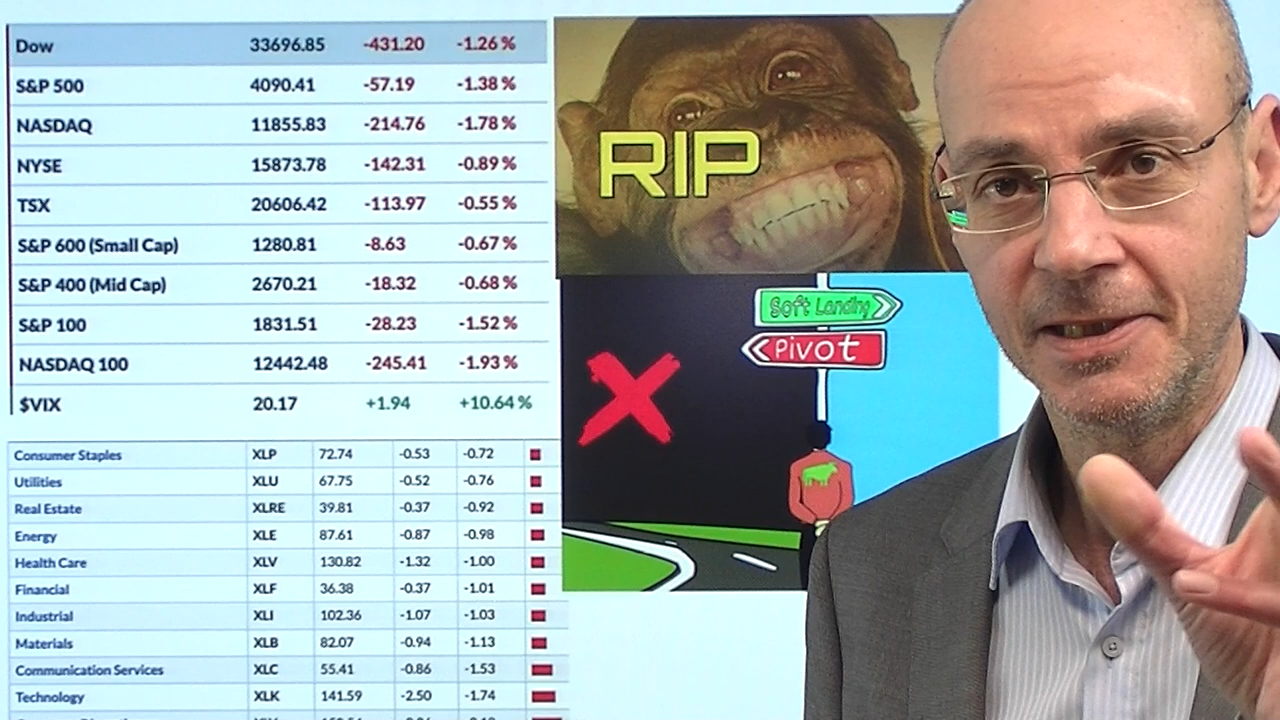 Dow 33696.85 -431.20 -1.26 %
S&P 500 4090.41 -57.19 -1.38 %
NASDAQ 11855.83 -214.76 -1.78 %
NYSE 15873.78 -142.31 -0.89 %
TSX 20606.42 -113.97 -0.55 %
S&P 600 (Small Cap) 1280.81 -8.63 -0.67 %
S&P 400 (Mid Cap) 2670.21 -18.32 -0.68 %
S&P 100 1831.51 -28.23 -1.52 %
NASDAQ 100 12442.48 -245.41 -1.93 %
$VIX 20.17 +1.94 +10.64 %
RIP
Soft Landing
Pivot
Consumer Staples XLP 72.74 -0.53 -0.72
Utilities XLU 67.75 -0.52 -0.76
Real Estate XLRE 39.81 -0.37 -0.92
Energy XLE 87.61 -0.87 -0.98
Health Care XLV 130.82 -1.32 -1.00
Financial XLF 36.38 -0.37 -1.01
Industrial XLI 102.36 -1.07 -1.03
Materials XLB 82.07 -0.94 -1.13
Communication Services XLC 55.41 -0.86 -1.53
Technology XLK 141.59 -2.50 -1.74